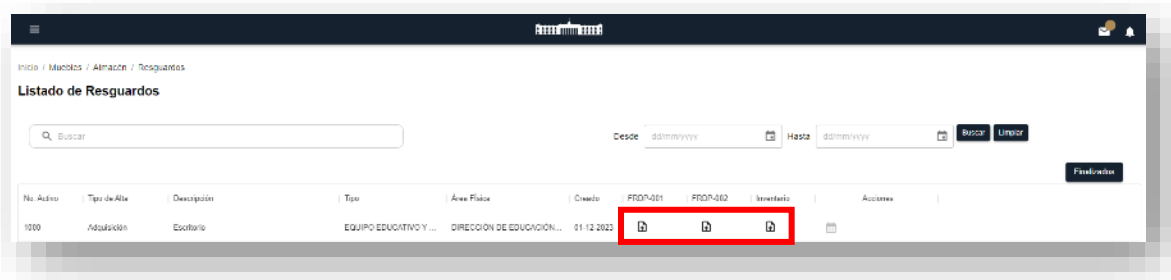 Inicio / Muebles / Almacén / Resguardos
Listado de Resguardos
Buscar
Desde dd/mm/yyyy Hasta dd/mm/yyyy Buscar Limpiar
Finalizados
No. Activo Tipo de Alta Descripción Tipo Área Física Creado FROP-001 FROP-002 Inventario Acciones
1000 Adquisición Escritorio EQUIPO EDUCATIVO Y ... DIRECCIÓN DE EDUCACIÓN... 01-12-2023